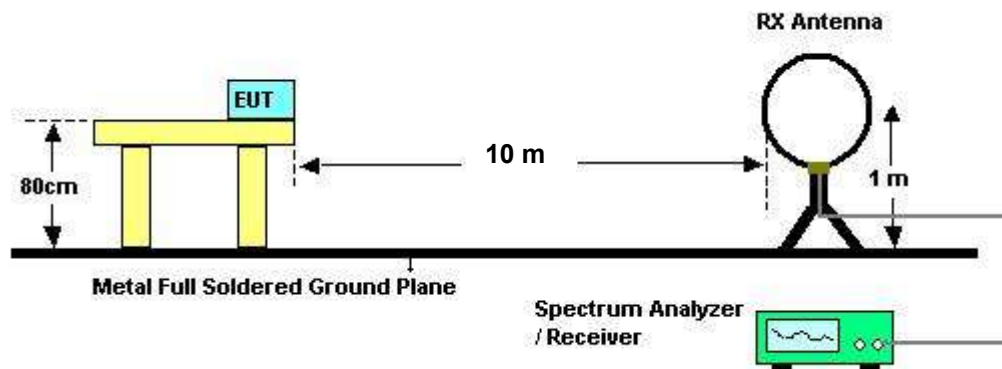 RX Antenna
EUT
10 m
80cm
1 m
Metal Full Soldered Ground Plane
Spectrum Analyzer
/ Receiver